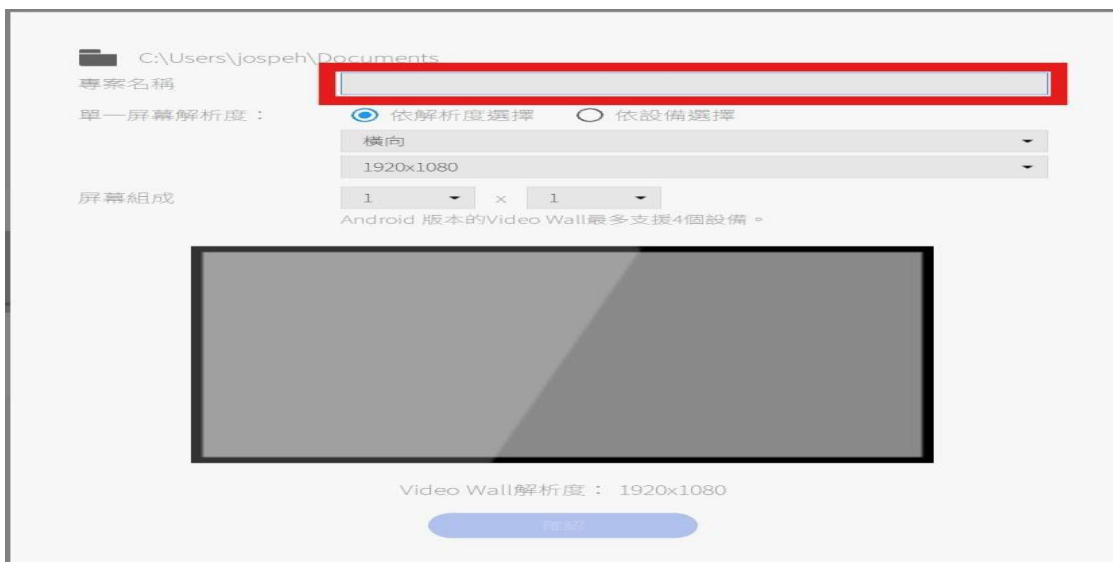 C:\Users\jospeh\Documents
專案名稱
單一屏幕解析度： 依解析度選擇 依設備選擇
橫向
1920x1080
屏幕組成 1 x 1
Android 版本的Video Wall最多支援4個設備。
Video Wall解析度： 1920x1080
確認